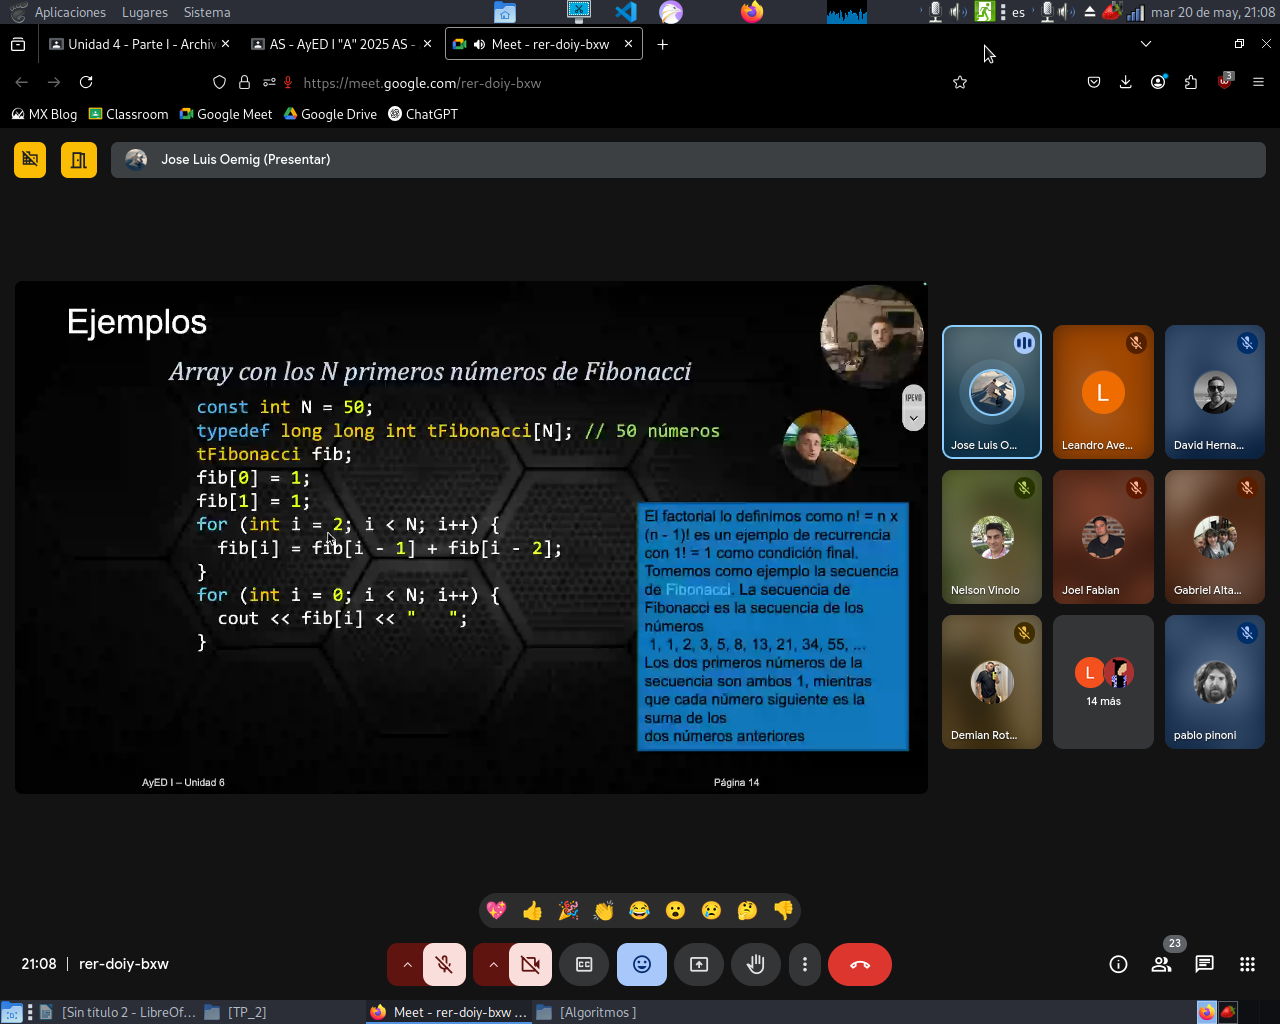 Aplicaciones Lugares Sistema
es
mar 20 de may, 21:08
Unidad 4 - Parte I - Archiv
AS - AyED I "A" 2025 AS -
Meet - rer-doiy-bxw
https://meet.google.com/rer-doiy-bxw
3
MX Blog Classroom Google Meet Google Drive ChatGPT
Jose Luis Oemig (Presentar)
Ejemplos
Array con los N primeros números de Fibonacci
const int N = 50;
typedef long long int tFibonacci[N]; // 50 números
tFibonacci fib;
fib[0] = 1;
fib[1] = 1;
for (int i = 2; i < N; i++) {
fib[i] = fib[i - 1] + fib[i - 2];
}
for (int i = 0; i < N; i++) {
cout << fib[i] << "   ";
}
IPEVO
El factorial lo definimos como n! = n x
(n - 1)! es un ejemplo de recurrencia
con 1! = 1 como condición final.
Tomemos como ejemplo la secuencia
de Fibonacci. La secuencia de
Fibonacci es la secuencia de los
números
1, 1, 2, 3, 5, 8, 13, 21, 34, 55, ...
Los dos primeros números de la
secuencia son ambos 1, mientras
que cada número siguiente es la
suma de los
dos números anteriores
AyED I – Unidad 6
Página 14
Jose Luis O...
L
Leandro Ave...
David Herna...
Nelson Vinolo
Joel Fabian
Gabriel Alta...
Demian Rot...
L
14 más
pablo pinoni
21:08 | rer-doiy-bxw
CC
23
[Sin título 2 - LibreOf...
[TP_2]
Meet - rer-doiy-bxw ...
[Algoritmos ]